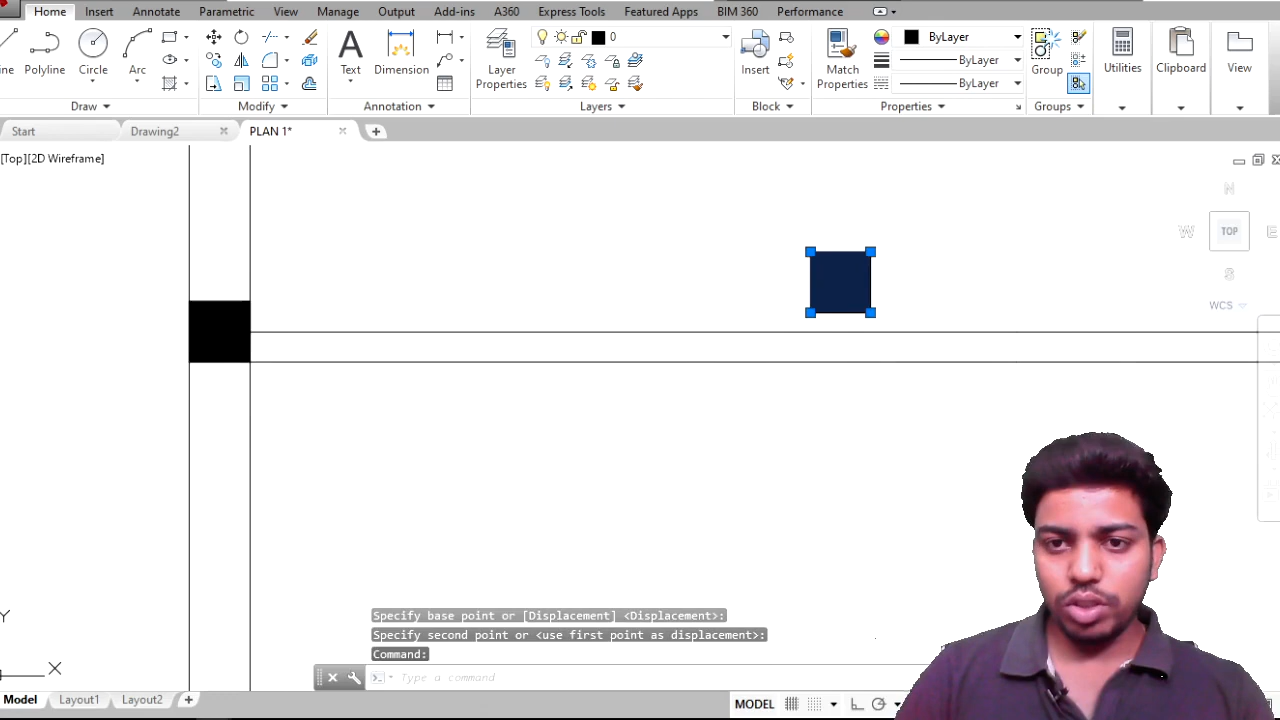 Home Insert Annotate Parametric View Manage Output Add-ins A360 Express Tools Featured Apps BIM 360 Performance
0 ByLayer
Polyline Circle Arc Text Dimension Layer Properties Insert Match Properties ByLayer Group Utilities Clipboard View
ByLayer
Draw Modify Annotation Layers Block Properties Groups
Start Drawing2 PLAN 1*
[Top][2D Wireframe]
N
W TOP E
S
WCS
Specify base point or [Displacement] <Displacement>:
Specify second point or <use first point as displacement>:
Command:
Y
X
Type a command
Model Layout1 Layout2 MODEL